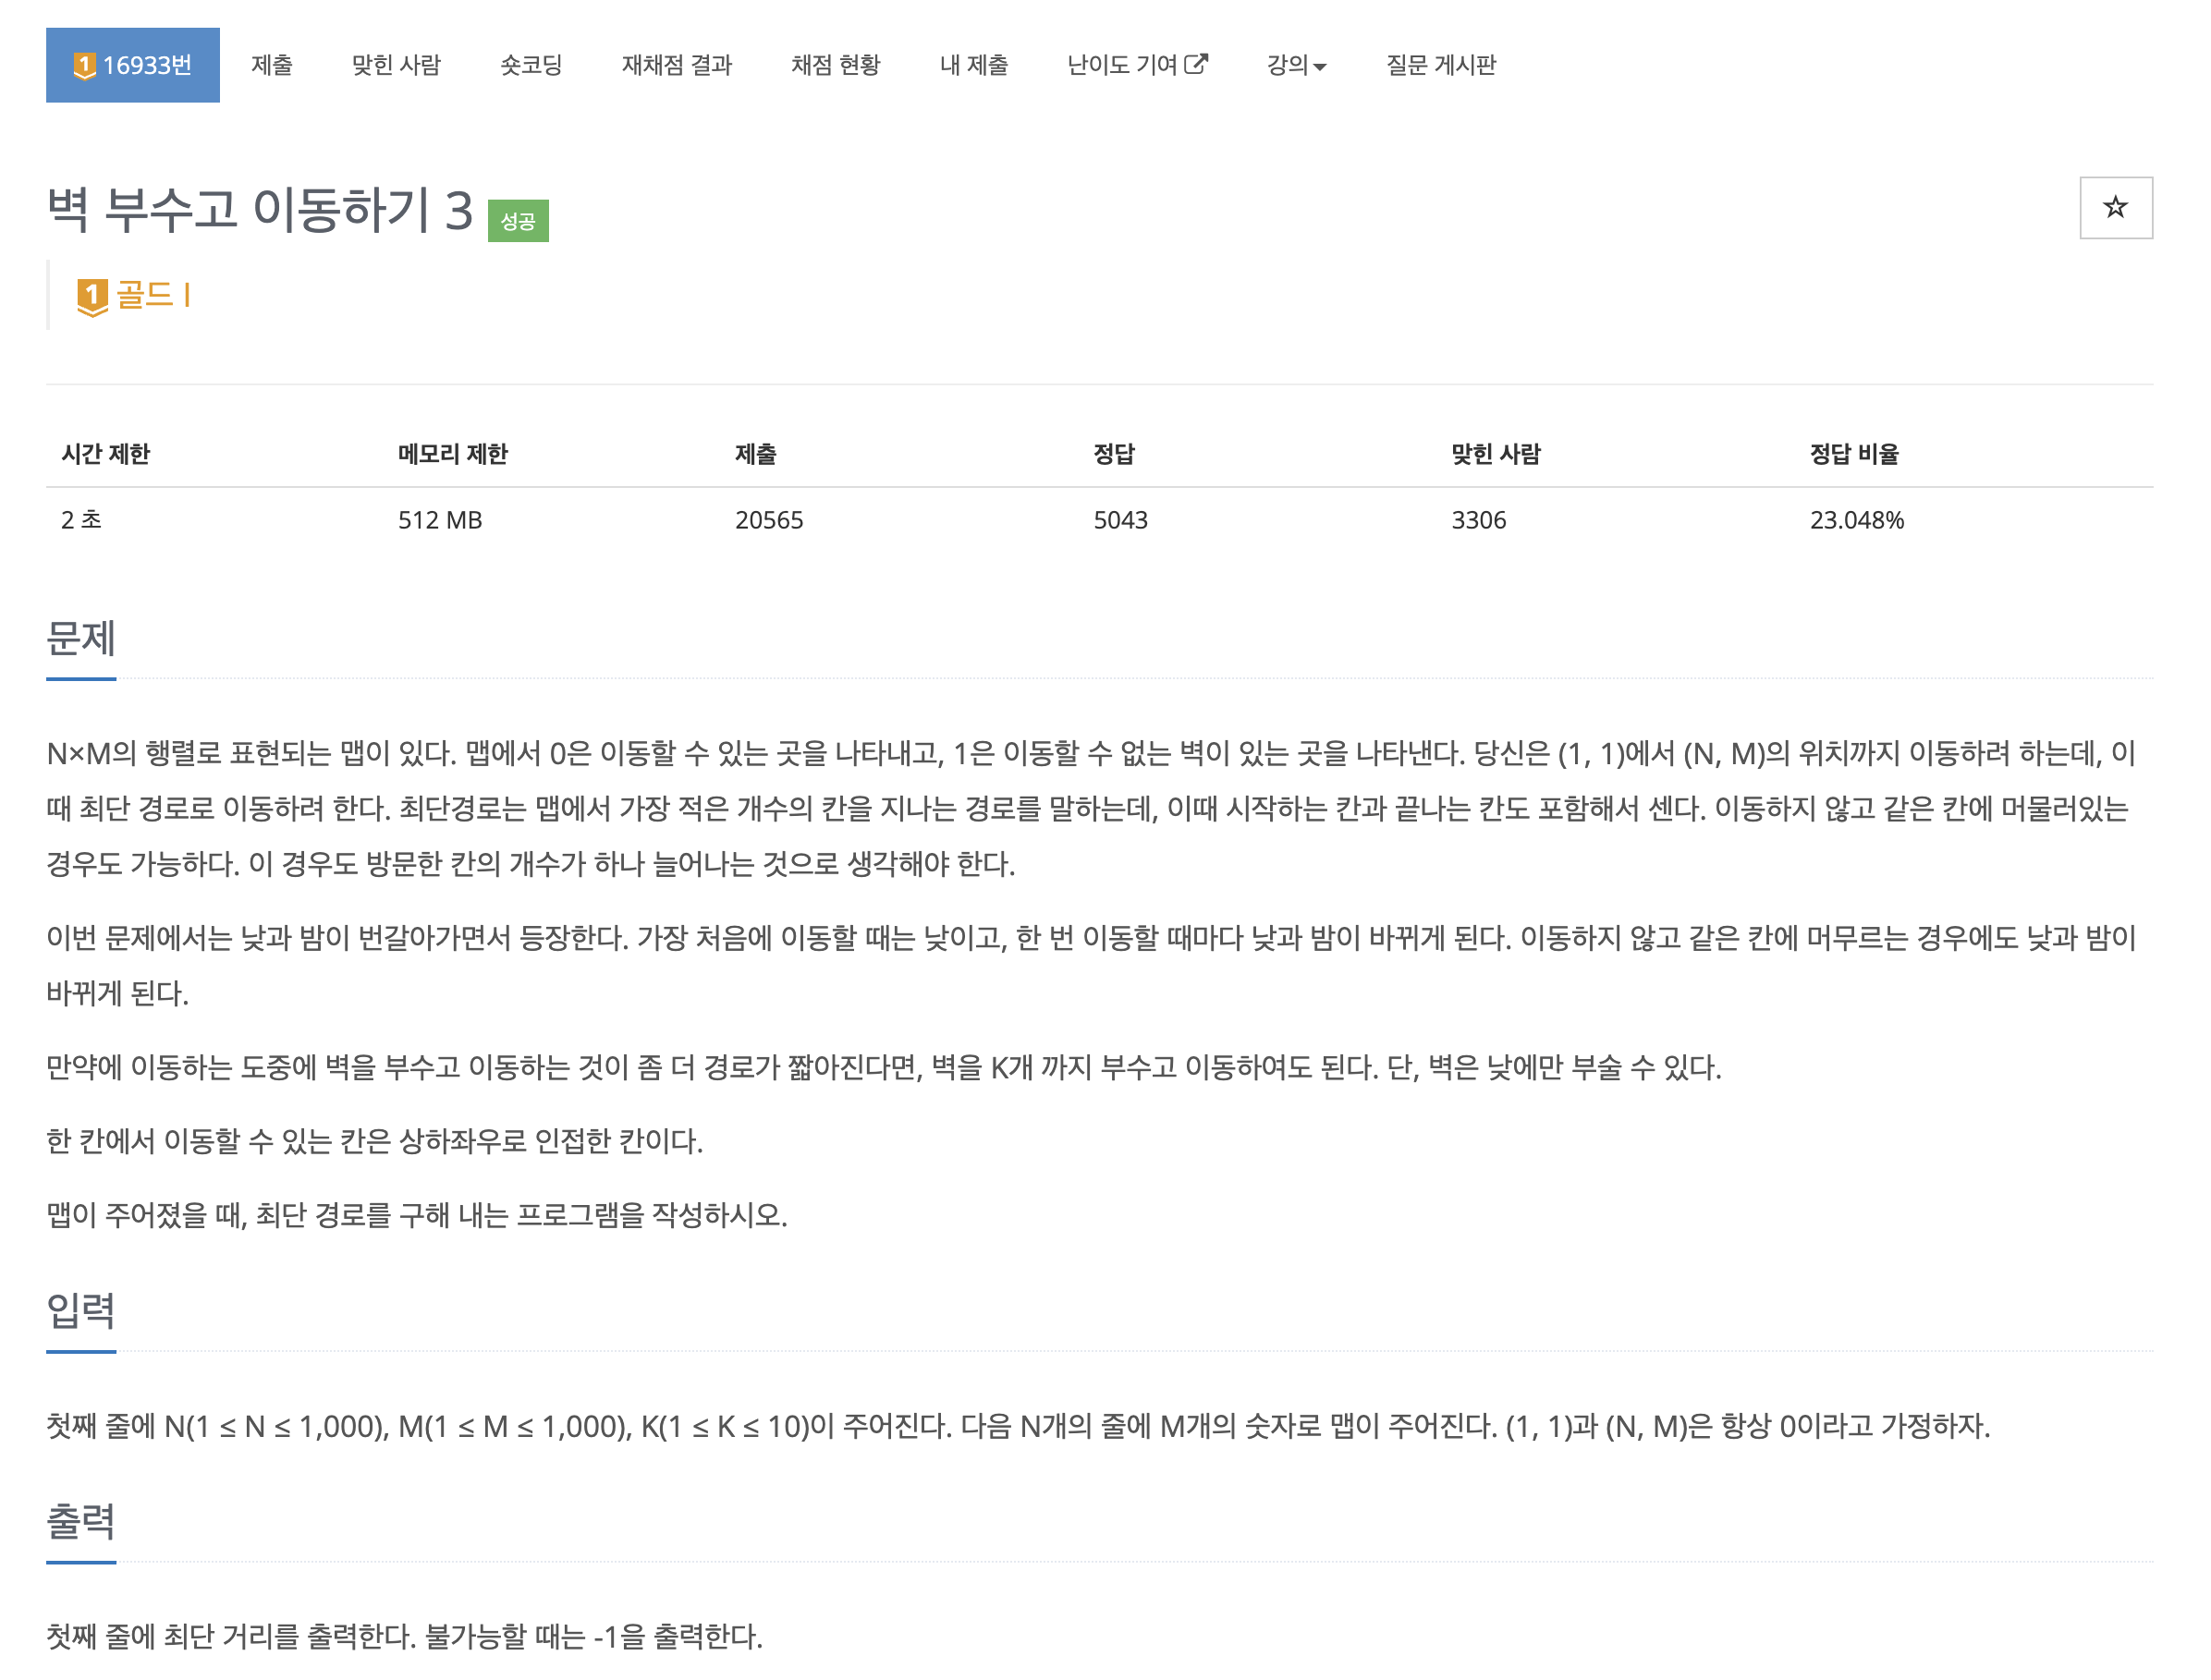 1 16933번 제출 맞힌 사람 숏코딩 재채점 결과 채점 현황 내 제출 난이도 기여 강의 질문 게시판
벽 부수고 이동하기 3 성공
1 골드 I
시간 제한 메모리 제한 제출 정답 맞힌 사람 정답 비율
2 초 512 MB 20565 5043 3306 23.048%
문제
N×M의 행렬로 표현되는 맵이 있다. 맵에서 0은 이동할 수 있는 곳을 나타내고, 1은 이동할 수 없는 벽이 있는 곳을 나타낸다. 당신은 (1, 1)에서 (N, M)의 위치까지 이동하려 하는데, 이
때 최단 경로로 이동하려 한다. 최단경로는 맵에서 가장 적은 개수의 칸을 지나는 경로를 말하는데, 이때 시작하는 칸과 끝나는 칸도 포함해서 센다. 이동하지 않고 같은 칸에 머물러있는
경우도 가능하다. 이 경우도 방문한 칸의 개수가 하나 늘어나는 것으로 생각해야 한다.
이번 문제에서는 낮과 밤이 번갈아가면서 등장한다. 가장 처음에 이동할 때는 낮이고, 한 번 이동할 때마다 낮과 밤이 바뀌게 된다. 이동하지 않고 같은 칸에 머무르는 경우에도 낮과 밤이
바뀌게 된다.
만약에 이동하는 도중에 벽을 부수고 이동하는 것이 좀 더 경로가 짧아진다면, 벽을 K개 까지 부수고 이동하여도 된다. 단, 벽은 낮에만 부술 수 있다.
한 칸에서 이동할 수 있는 칸은 상하좌우로 인접한 칸이다.
맵이 주어졌을 때, 최단 경로를 구해 내는 프로그램을 작성하시오.
입력
첫째 줄에 N(1 ≤ N ≤ 1,000), M(1 ≤ M ≤ 1,000), K(1 ≤ K ≤ 10)이 주어진다. 다음 N개의 줄에 M개의 숫자로 맵이 주어진다. (1, 1)과 (N, M)은 항상 0이라고 가정하자.
출력
첫째 줄에 최단 거리를 출력한다. 불가능할 때는 -1을 출력한다.